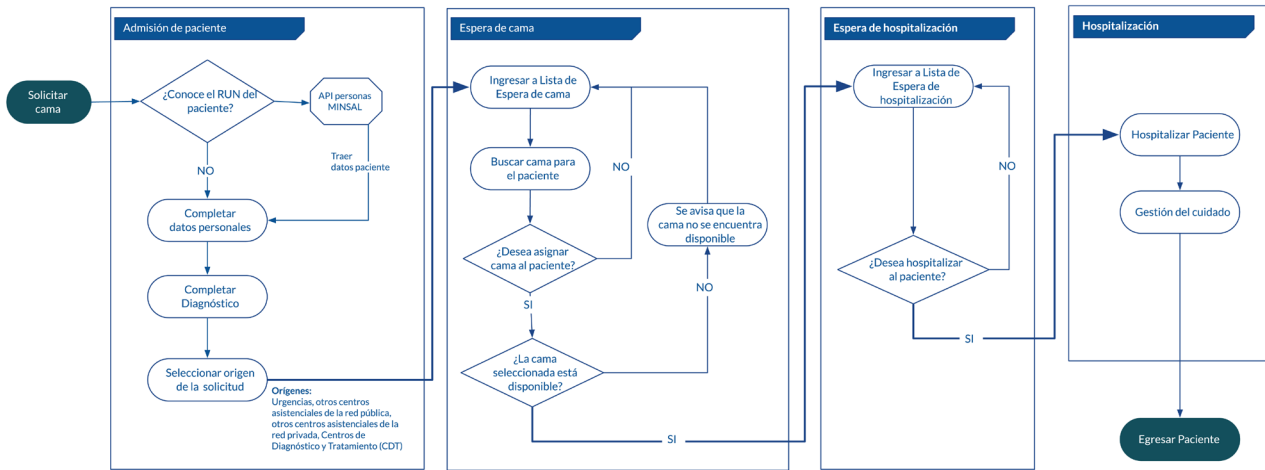 Admisión de paciente
Solicitar
cama
¿Conoce el RUN del
paciente?
API personas
MINSAL
Traer
datos paciente
NO
Completar
datos personales
Completar
Diagnóstico
Seleccionar origen
de la solicitud
Orígenes:
Urgencias, otros centros
asistenciales de la red pública,
otros centros asistenciales de la
red privada, Centros de
Diagnóstico y Tratamiento (CDT)
Espera de cama
Ingresar a Lista de
Espera de cama
Buscar cama para
el paciente
NO
Se avisa que la
cama no se encuentra
disponible
¿Desea asignar
cama al paciente?
NO
SI
¿La cama
seleccionada está
disponible?
SI
Espera de hospitalización
Ingresar a Lista de
Espera de
hospitalización
NO
¿Desea hospitalizar
al paciente?
SI
Hospitalización
Hospitalizar Paciente
Gestión del cuidado
Egresar Paciente